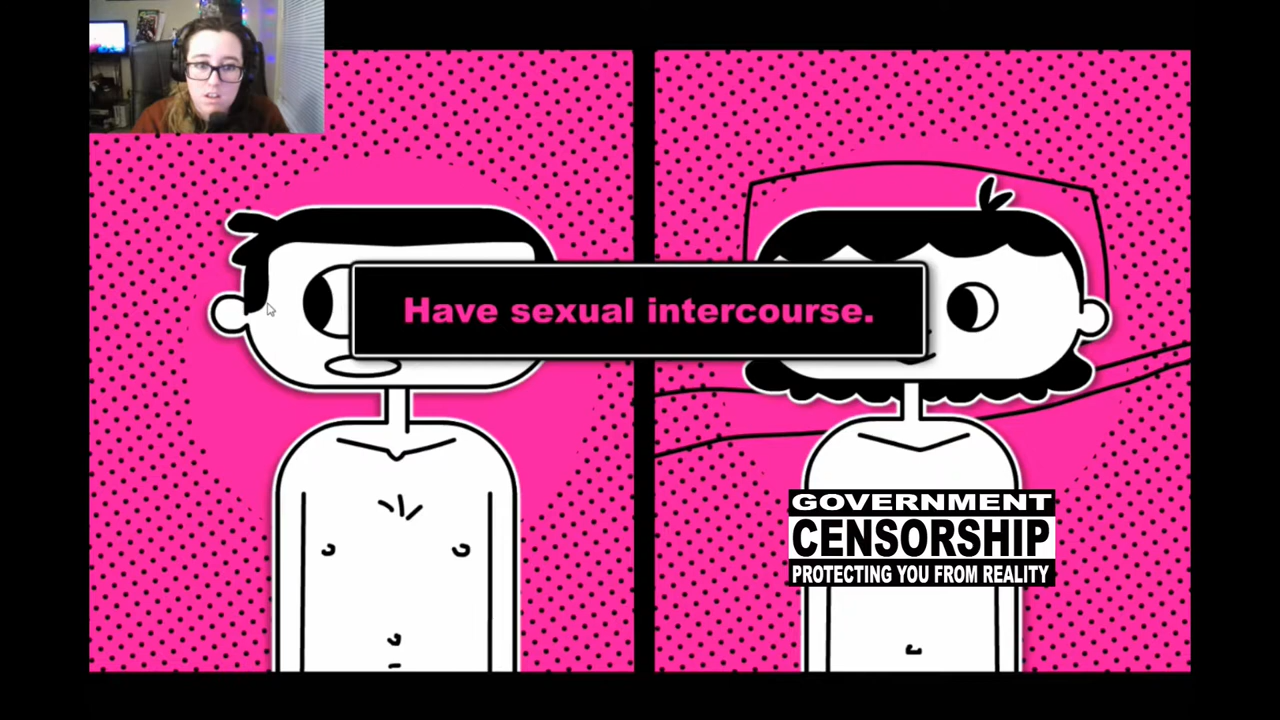 Have sexual intercourse.
GOVERNMENT
CENSORSHIP
PROTECTING YOU FROM REALITY